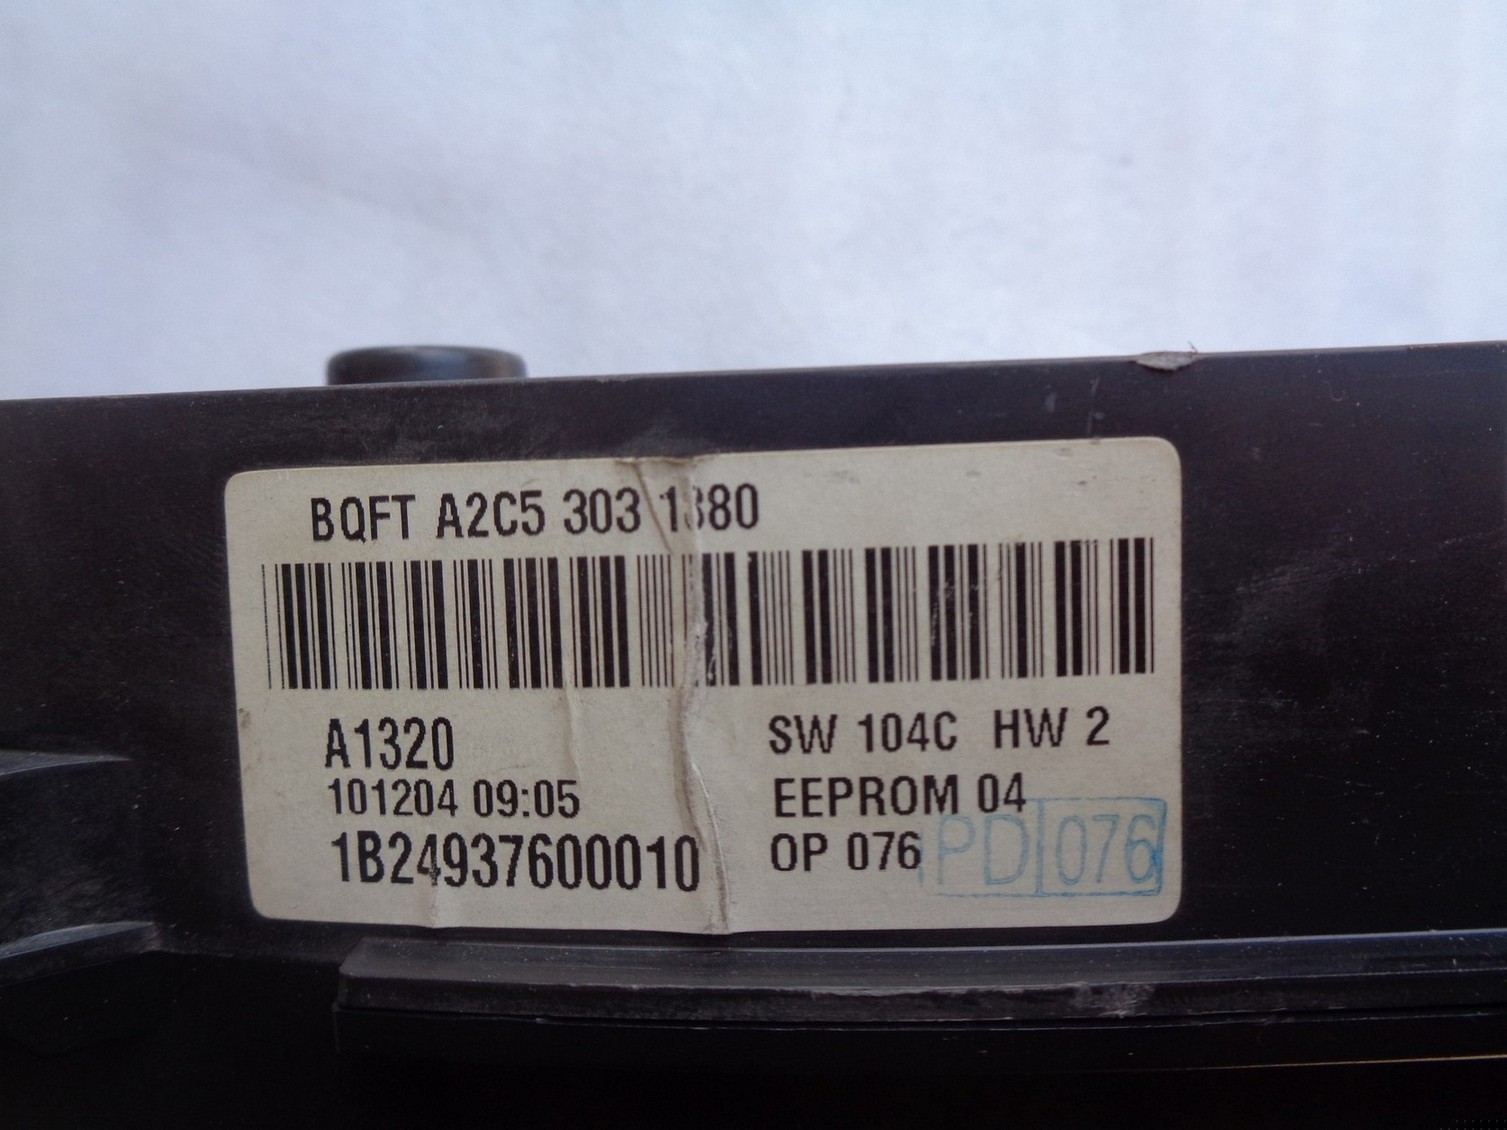 BQFT A2C5 303 1380
A1320
101204 09:05
1B24937600010
SW 104C HW 2
EEPROM 04
OP 076
PD 076